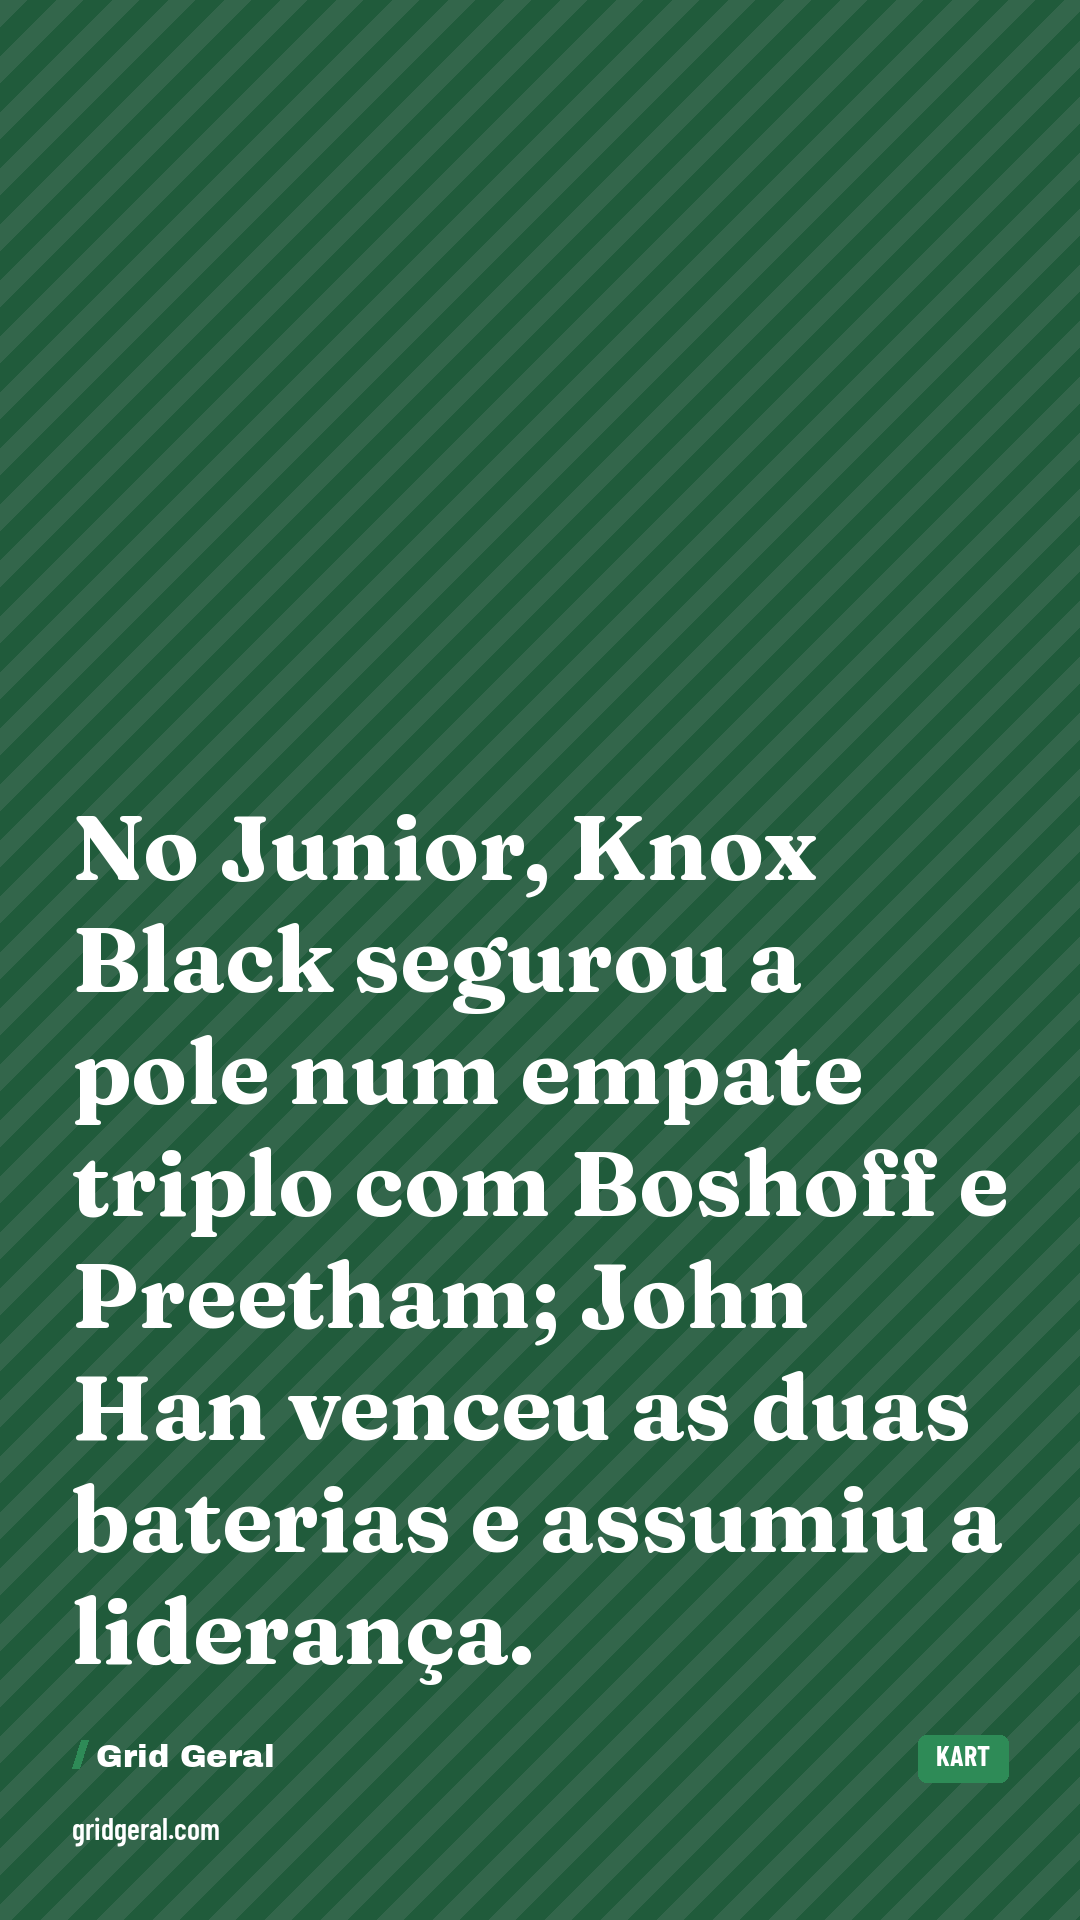 No Junior, Knox
Black segurou a
pole num empate
triplo com Boshoff e
Preetham; John
Han venceu as duas
baterias e assumiu a
liderança.
/ Grid Geral
KART
gridgeral.com